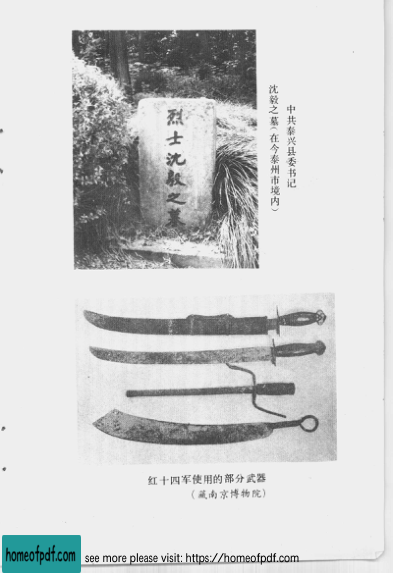 烈士沈毅之墓
中共泰兴县委书记
沈毅之墓（在今泰州市境内）
红十四军使用的部分武器
（藏南京博物院）
homeofpdf.com
see more please visit: https://homeofpdf.com